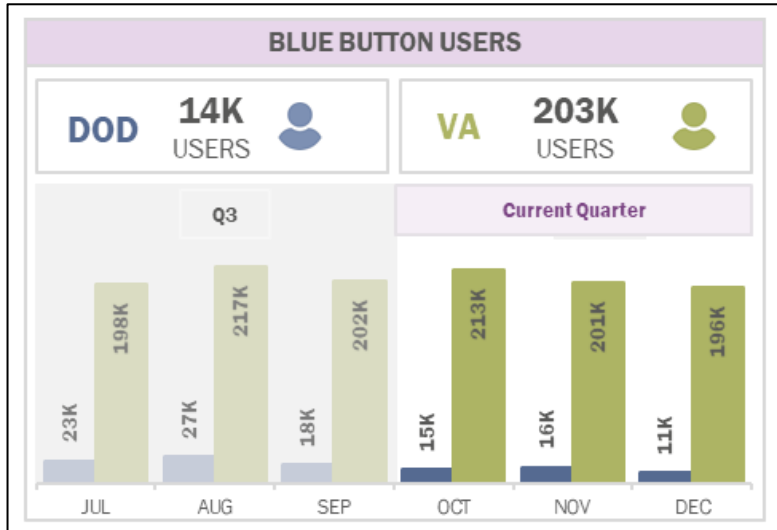 BLUE BUTTON USERS
DOD
14K
USERS
VA
203K
USERS
Q3
Current Quarter
23K
198K
27K
217K
18K
202K
15K
213K
16K
201K
11K
196K
JUL
AUG
SEP
OCT
NOV
DEC